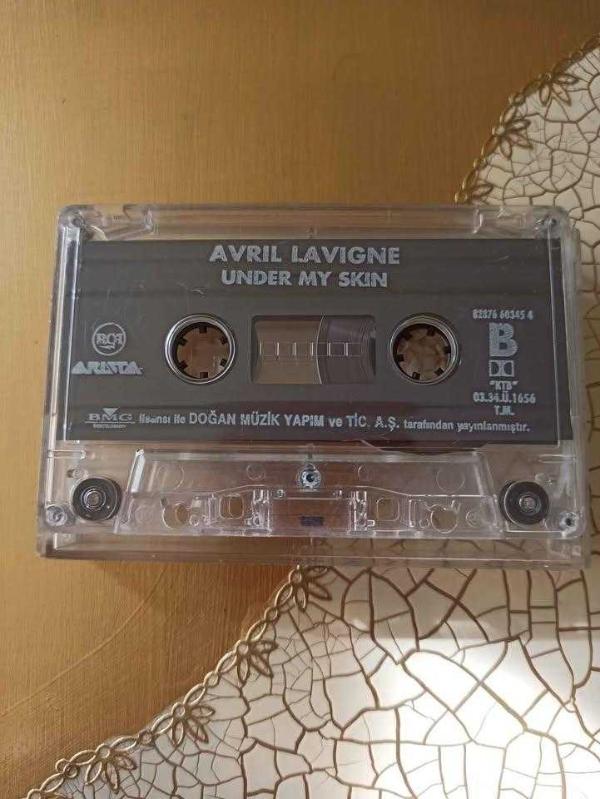 AVRIL LAVIGNE
UNDER MY SKIN
82876 60345 4
B
RCA
ARISTA
"KTB"
03.34.Ü.1656
T.M.
BMG lisansı ile DOĞAN MÜZİK YAPIM ve TİC. A.Ş. tarafından yayınlanmıştır.